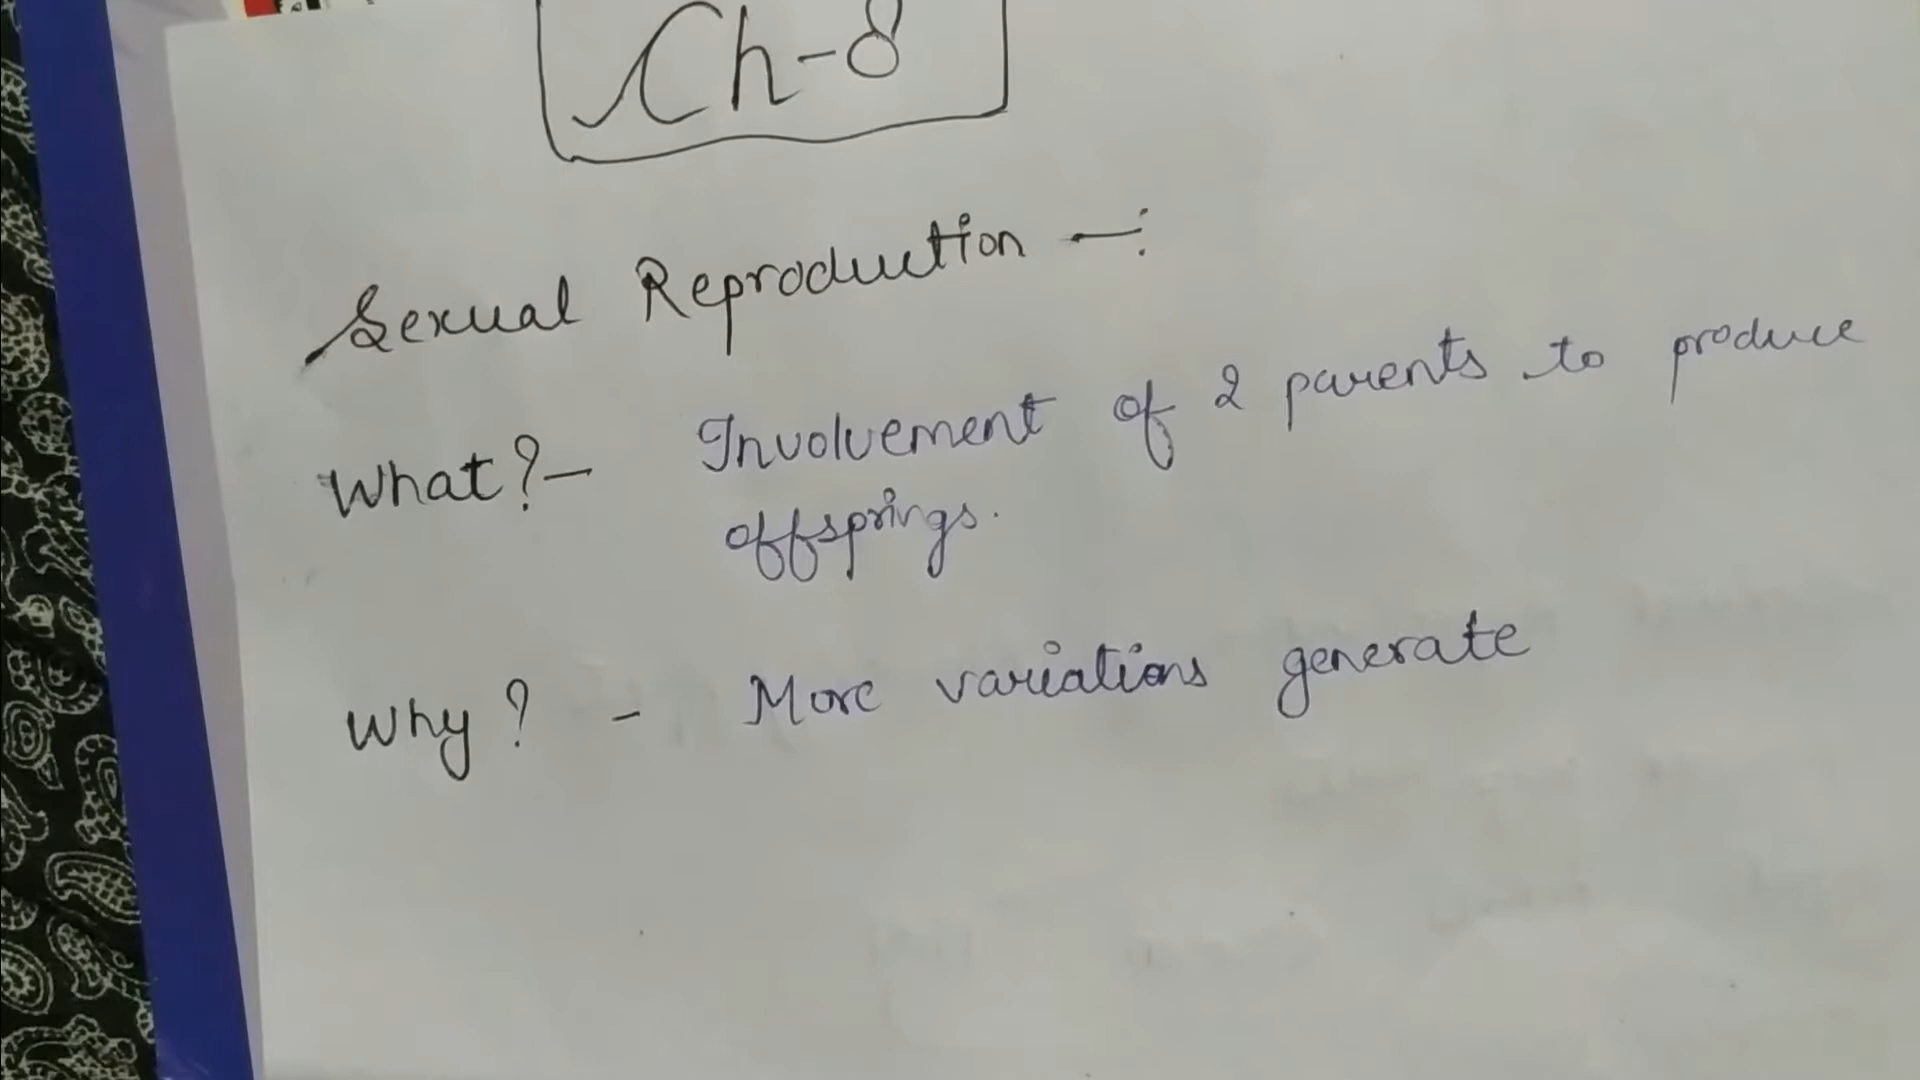 Ch-8
Sexual Reproduction —:
What? — Involvement of 2 parents to produce
offsprings.
Why? - More variations generate